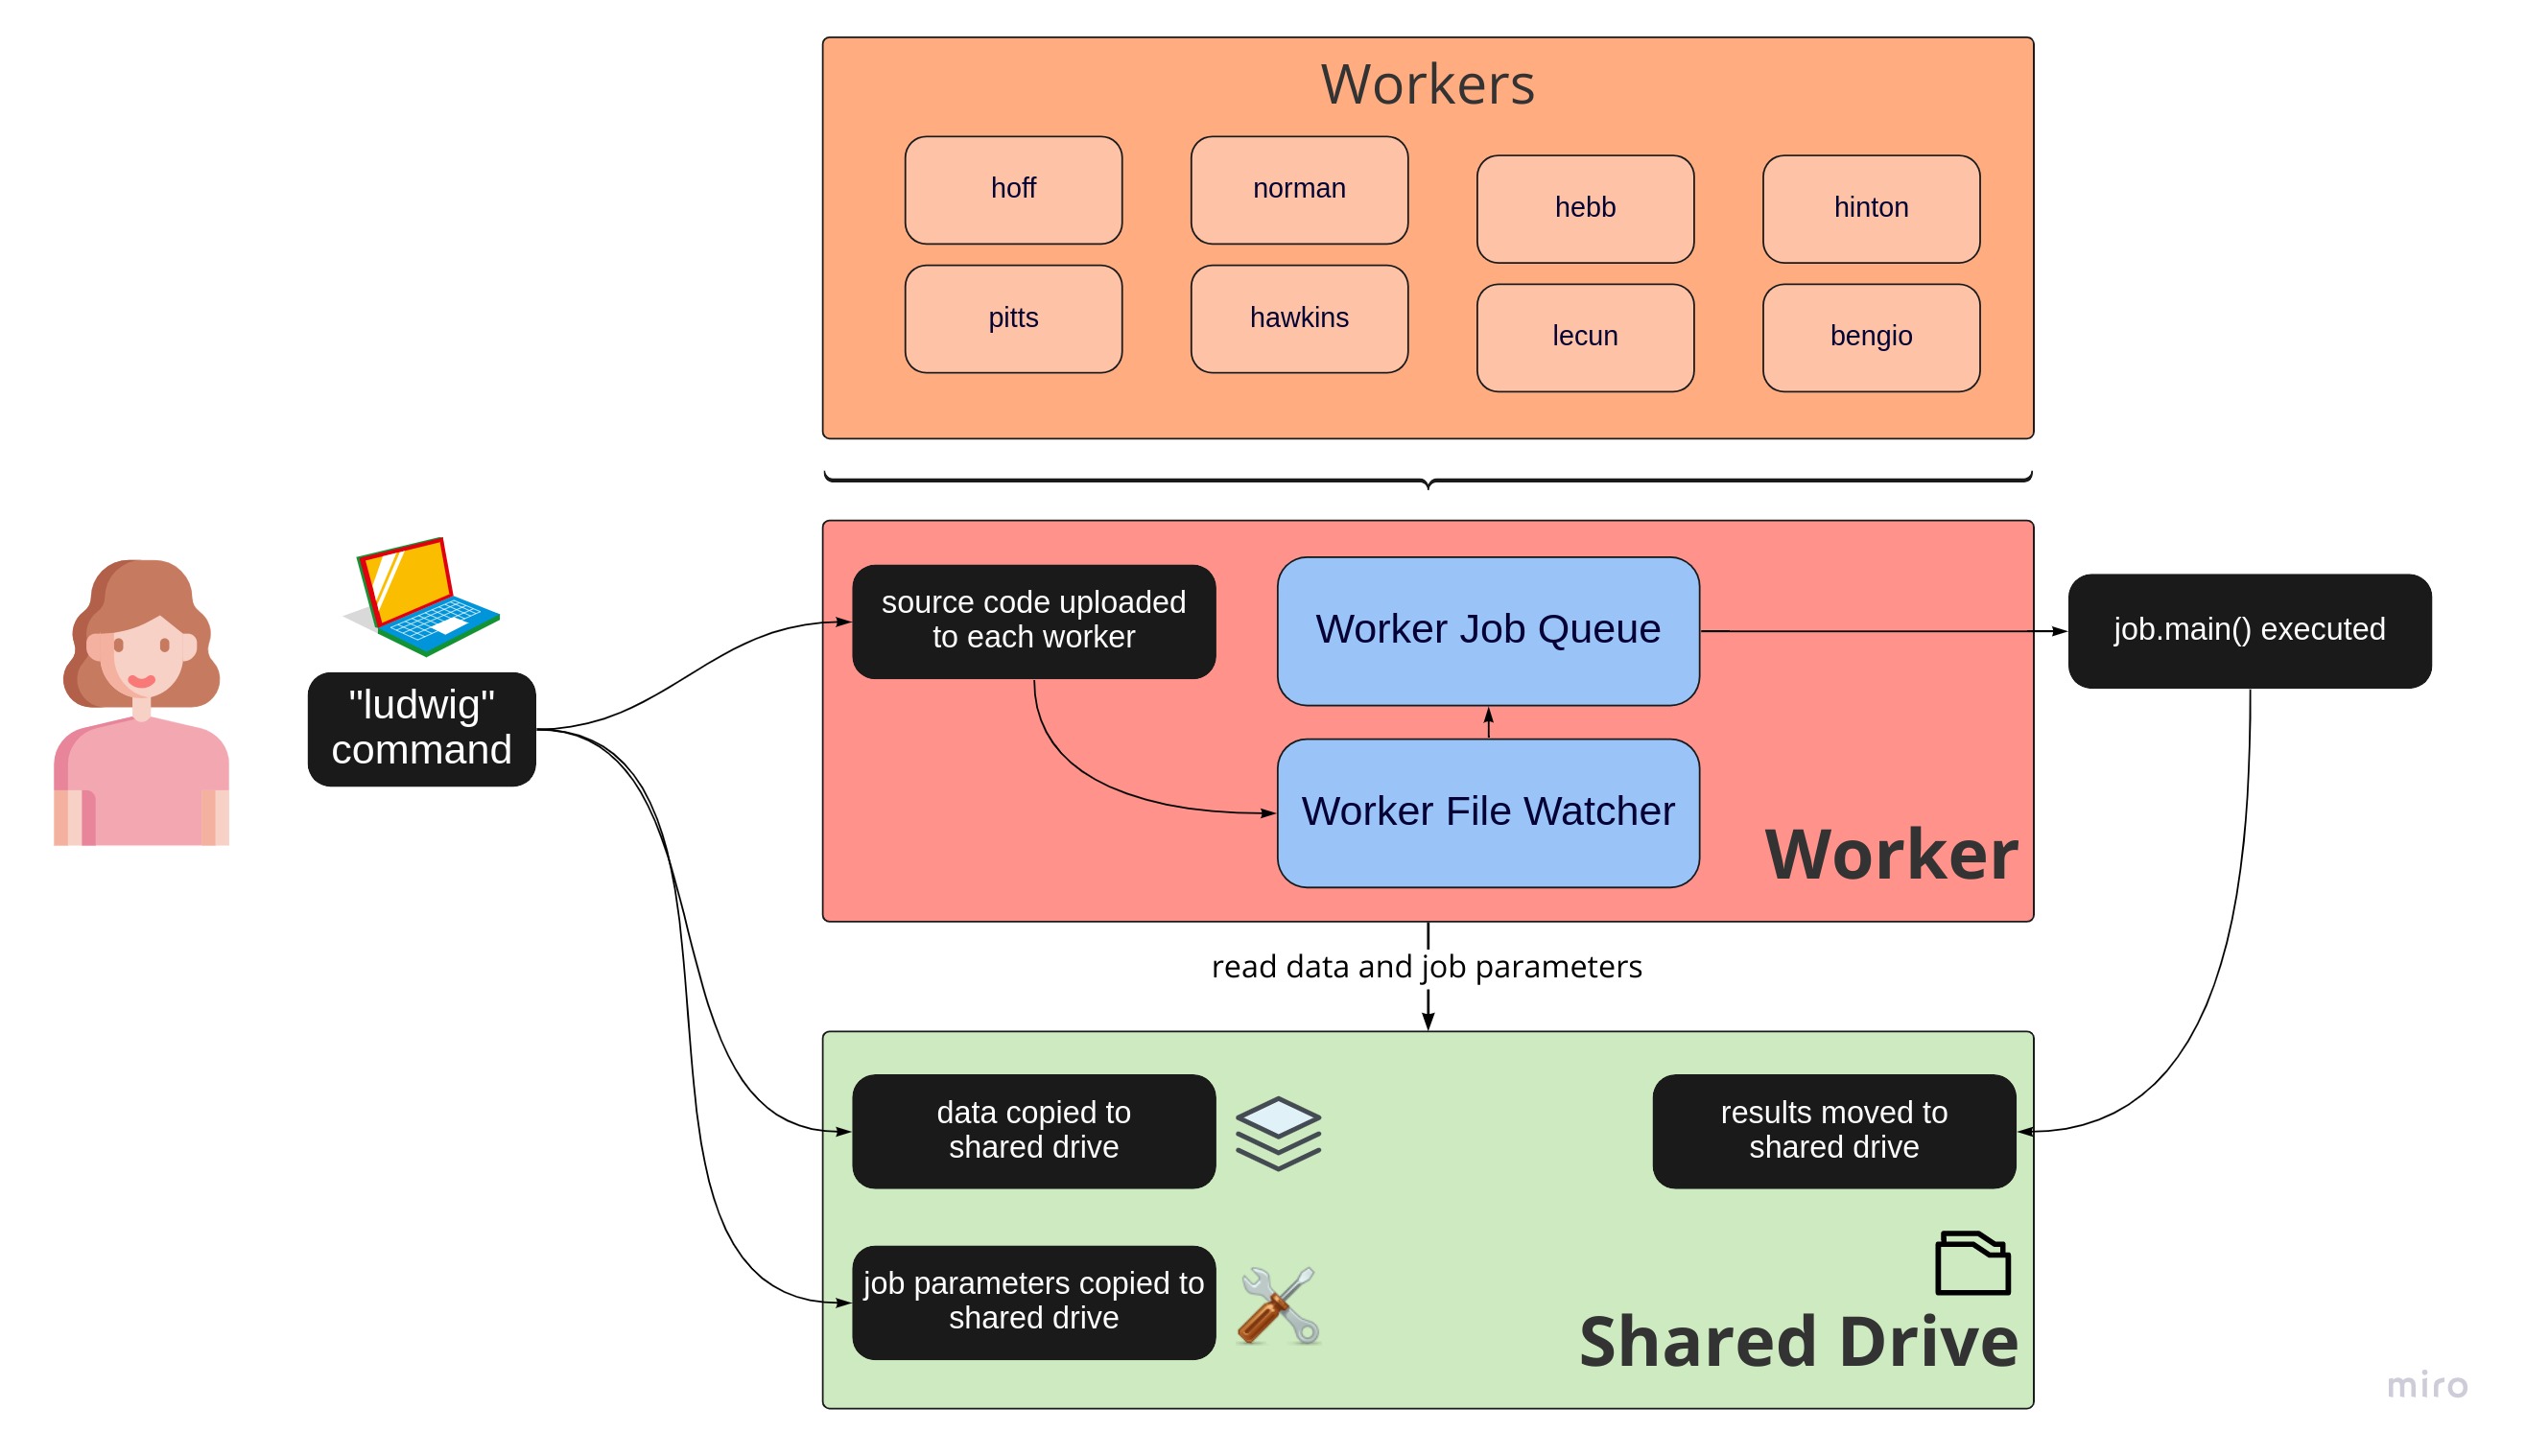 Workers
hoff
norman
hebb
hinton
pitts
hawkins
lecun
bengio
"ludwig"
command
source code uploaded
to each worker
Worker Job Queue
job.main() executed
Worker File Watcher
Worker
read data and job parameters
data copied to
shared drive
results moved to
shared drive
job parameters copied to
shared drive
Shared Drive
miro